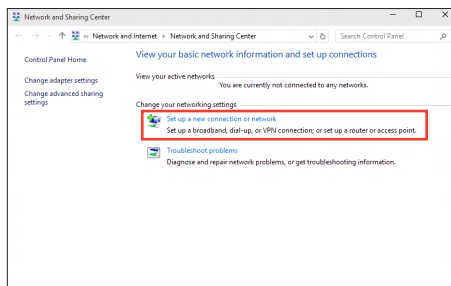 Network and Sharing Center
« Network and Internet › Network and Sharing Center
Search Control Panel
Control Panel Home
Change adapter settings
Change advanced sharing
settings
View your basic network information and set up connections
View your active networks
You are currently not connected to any networks.
Change your networking settings
Set up a new connection or network
Set up a broadband, dial-up, or VPN connection; or set up a router or access point.
Troubleshoot problems
Diagnose and repair network problems, or get troubleshooting information.